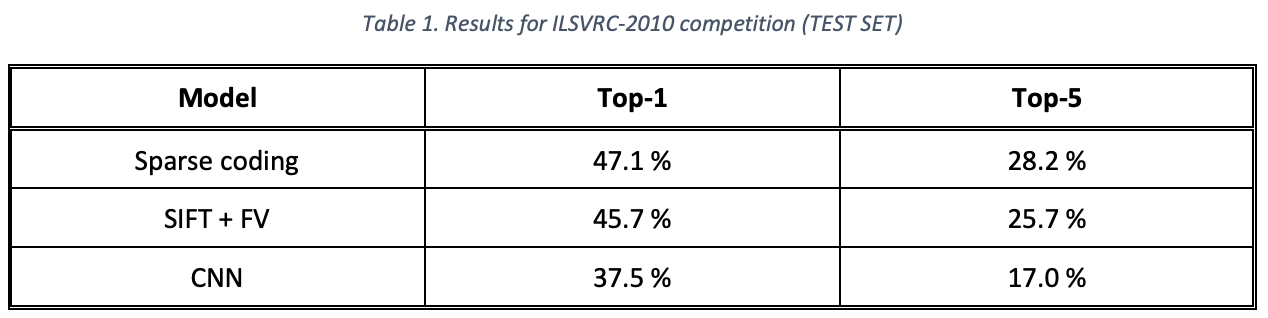 Table 1. Results for ILSVRC-2010 competition (TEST SET)
Model Top-1 Top-5
Sparse coding 47.1 % 28.2 %
SIFT + FV 45.7 % 25.7 %
CNN 37.5 % 17.0 %